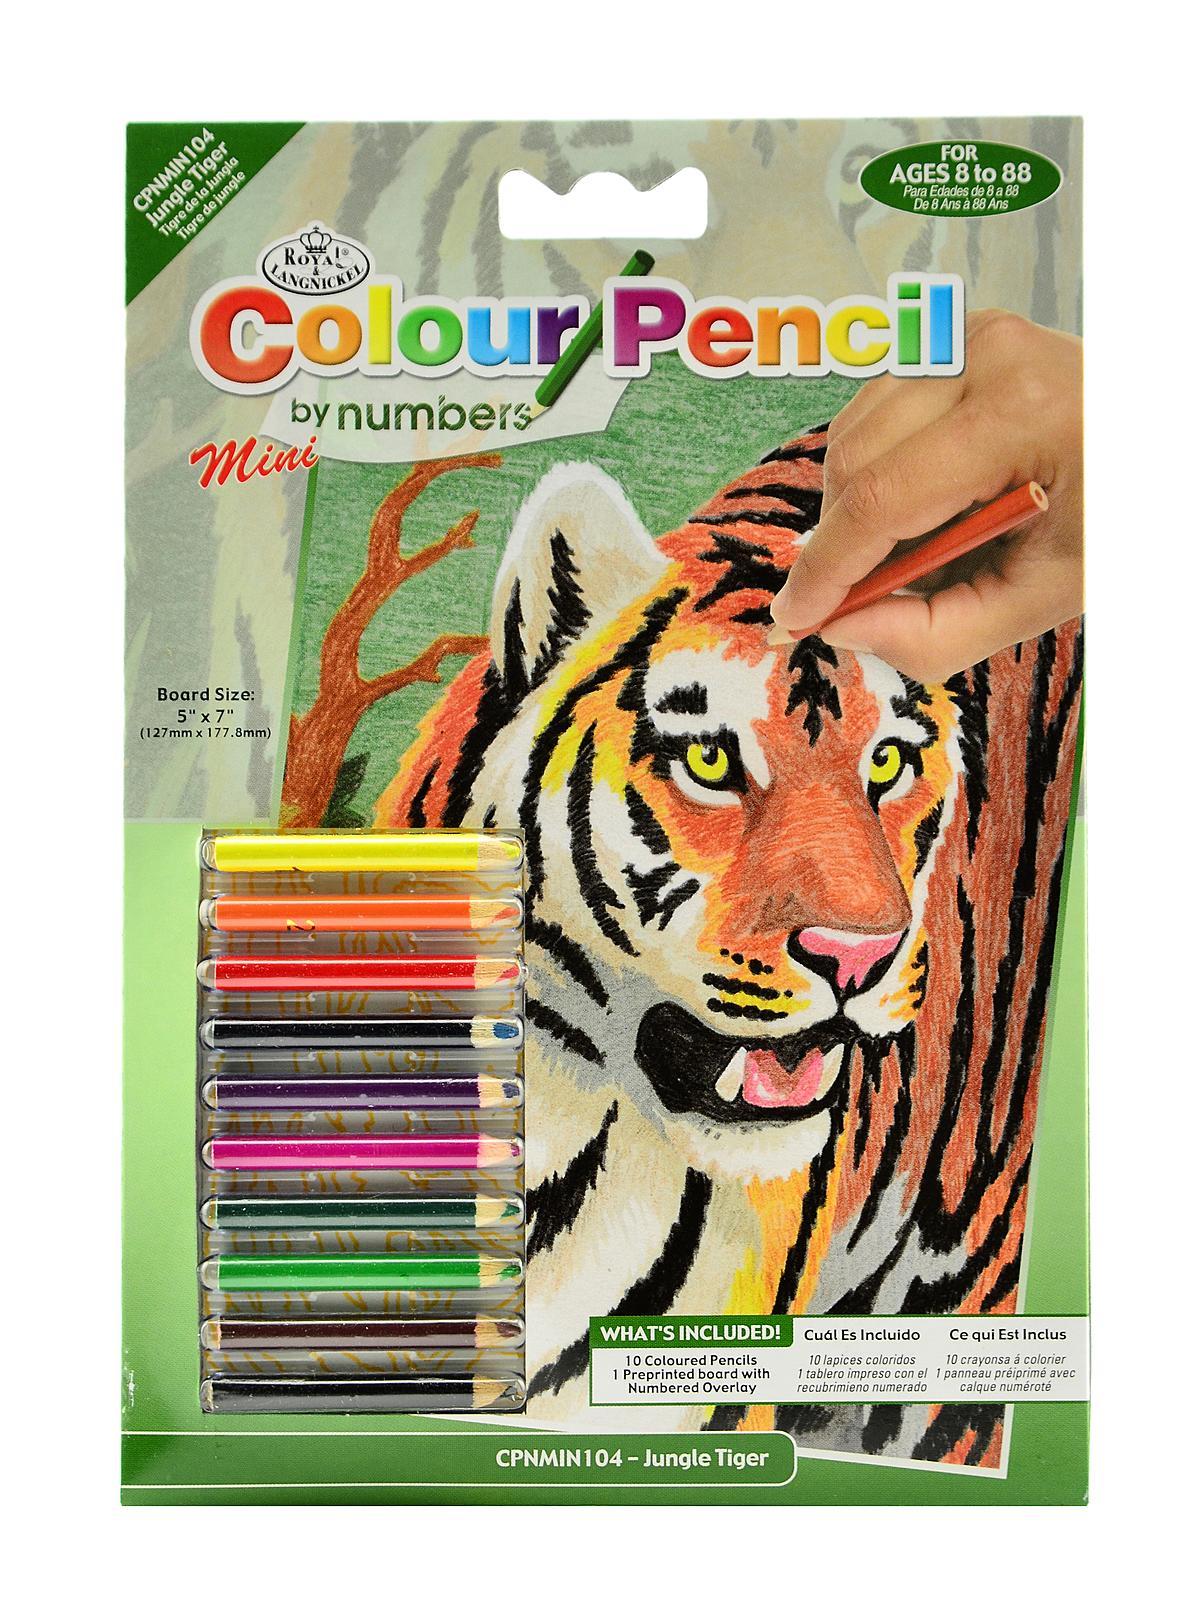 CPNMIN104
Jungle Tiger
Tigre de la Jungla
Tigre de jungle
FOR
AGES 8 to 88
Para Edades de 8 a 88
De 8 Ans à 88 Ans
ROYAL®
&
LANGNICKEL
Colour Pencil
by numbers
Mini
Board Size:
5" x 7"
(127mm x 177.8mm)
2
WHAT'S INCLUDED!
10 Coloured Pencils
1 Preprinted board with
Numbered Overlay
Cuál Es Incluido
10 lapices coloridos
1 tablero impreso con el
recubrimieno numerado
Ce qui Est Inclus
10 crayonsa á colorier
1 panneau préiprimé avec
calque numéroté
CPNMIN104 – Jungle Tiger